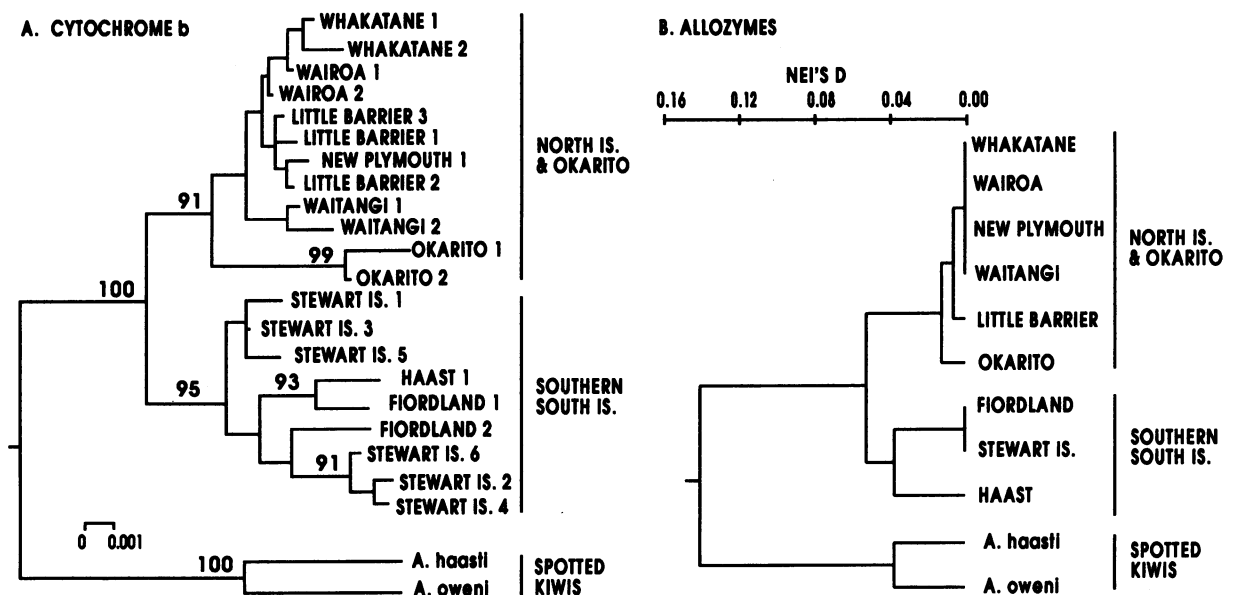 A. CYTOCHROME b
WHAKATANE 1
WHAKATANE 2
WAIROA 1
WAIROA 2
LITTLE BARRIER 3
LITTLE BARRIER 1
NEW PLYMOUTH 1
LITTLE BARRIER 2
WAITANGI 1
WAITANGI 2
OKARITO 1
OKARITO 2
NORTH IS.
& OKARITO
91
99
100
STEWART IS. 1
STEWART IS. 3
STEWART IS. 5
HAAST 1
FIORDLAND 1
FIORDLAND 2
STEWART IS. 6
STEWART IS. 2
STEWART IS. 4
SOUTHERN
SOUTH IS.
95
93
91
0 0.001
100
A. haasti
A. oweni
SPOTTED
KIWIS
B. ALLOZYMES
NEI'S D
0.16 0.12 0.08 0.04 0.00
WHAKATANE
WAIROA
NEW PLYMOUTH
WAITANGI
LITTLE BARRIER
OKARITO
NORTH IS.
& OKARITO
FIORDLAND
STEWART IS.
HAAST
SOUTHERN
SOUTH IS.
A. haasti
A. oweni
SPOTTED
KIWIS